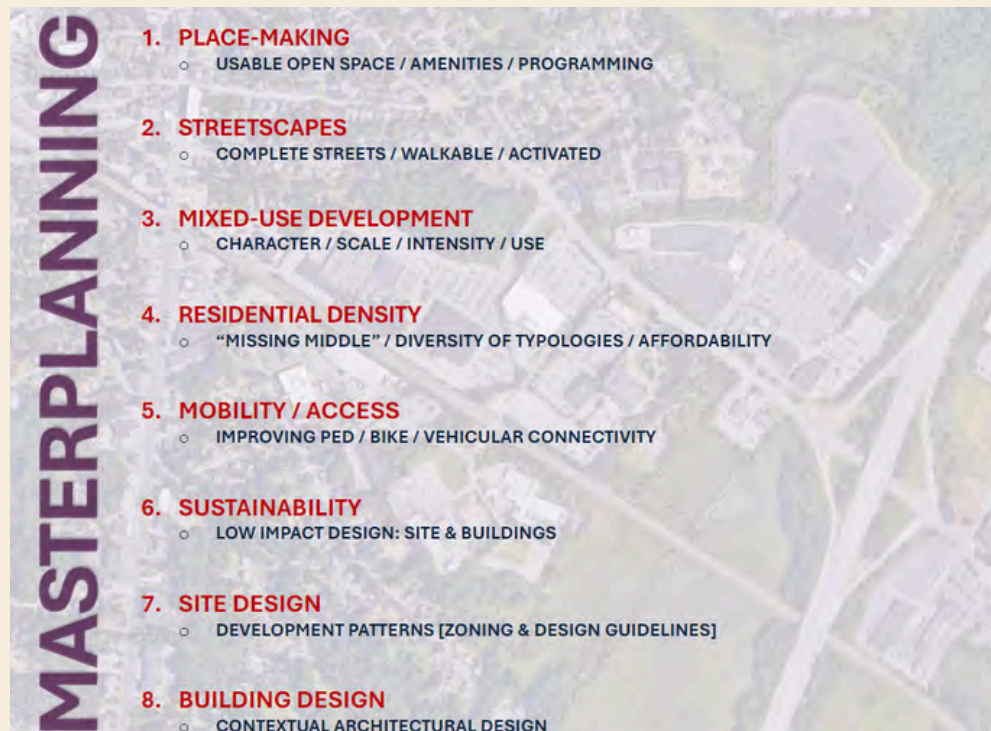 MASTERPLANNING
1. PLACE-MAKING
○ USABLE OPEN SPACE / AMENITIES / PROGRAMMING
2. STREETSCAPES
○ COMPLETE STREETS / WALKABLE / ACTIVATED
3. MIXED-USE DEVELOPMENT
○ CHARACTER / SCALE / INTENSITY / USE
4. RESIDENTIAL DENSITY
○ “MISSING MIDDLE” / DIVERSITY OF TYPOLOGIES / AFFORDABILITY
5. MOBILITY / ACCESS
○ IMPROVING PED / BIKE / VEHICULAR CONNECTIVITY
6. SUSTAINABILITY
○ LOW IMPACT DESIGN: SITE & BUILDINGS
7. SITE DESIGN
○ DEVELOPMENT PATTERNS [ZONING & DESIGN GUIDELINES]
8. BUILDING DESIGN
○ CONTEXTUAL ARCHITECTURAL DESIGN